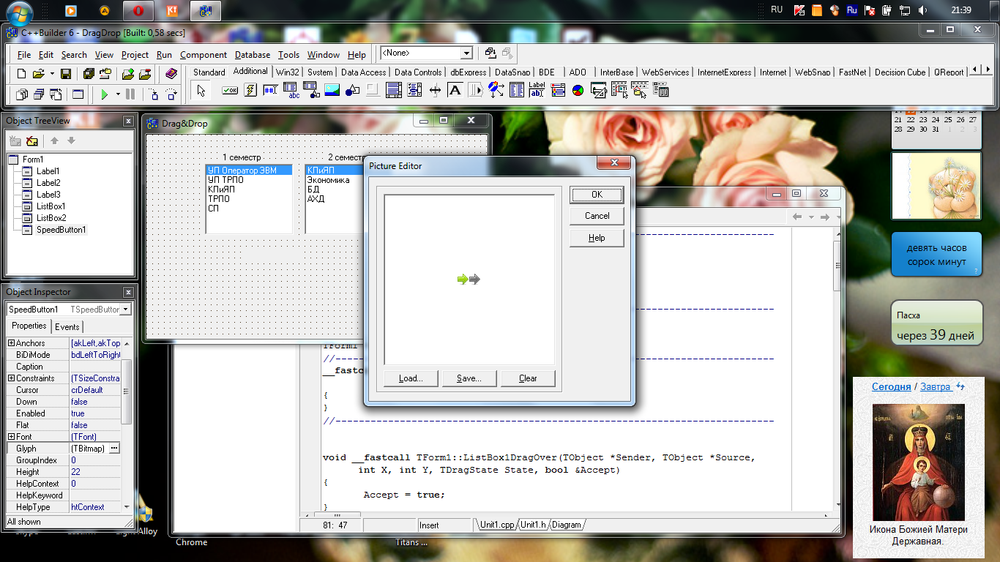 RU
Ru
21:39
C++Builder 6 - DragDrop [Built: 0,58 secs]
File Edit Search View Project Run Component Database Tools Window Help
<None>
Standard Additional Win32 System Data Access Data Controls dbExpress DataSnap BDE ADO InterBase WebServices InternetExpress Internet WebSnap FastNet Decision Cube QReport
Object TreeView
Form1
Label1
Label2
Label3
ListBox1
ListBox2
SpeedButton1
Drag&Drop
1 семестр
УП Оператор ЭВМ
УП ТРПО
КПиЯП
ТРПО
СП
2 семест
КПиЯП
Экономика
БД
АХД
Picture Editor
OK
Cancel
Help
Load...
Save...
Clear
Object Inspector
SpeedButton1 TSpeedButton
Properties Events
Anchors [akLeft,akTop
BiDiMode bdLeftToRight
Caption
Constraints (TSizeConstra
Cursor crDefault
Down false
Enabled true
Flat false
Font (TFont)
Glyph (TBitmap) ...
GroupIndex 0
Height 22
HelpContext 0
HelpKeyword
HelpType htContext
All shown
TForm1
//---------------------------------------------------------------------------
__fastc
{
}
//---------------------------------------------------------------------------
void __fastcall TForm1::ListBox1DragOver(TObject *Sender, TObject *Source,
int X, int Y, TDragState State, bool &Accept)
{
Accept = true;
}
81: 47
Insert
Unit1.cpp Unit1.h Diagram
Alloy
Chrome
Titans ...
21 22 23 24 25 26 27
28 29 30 31 1 2 3
девять часов
сорок минут
?
Пасха
через 39 дней
Сегодня / Завтра
Икона Божией Матери
Державная.